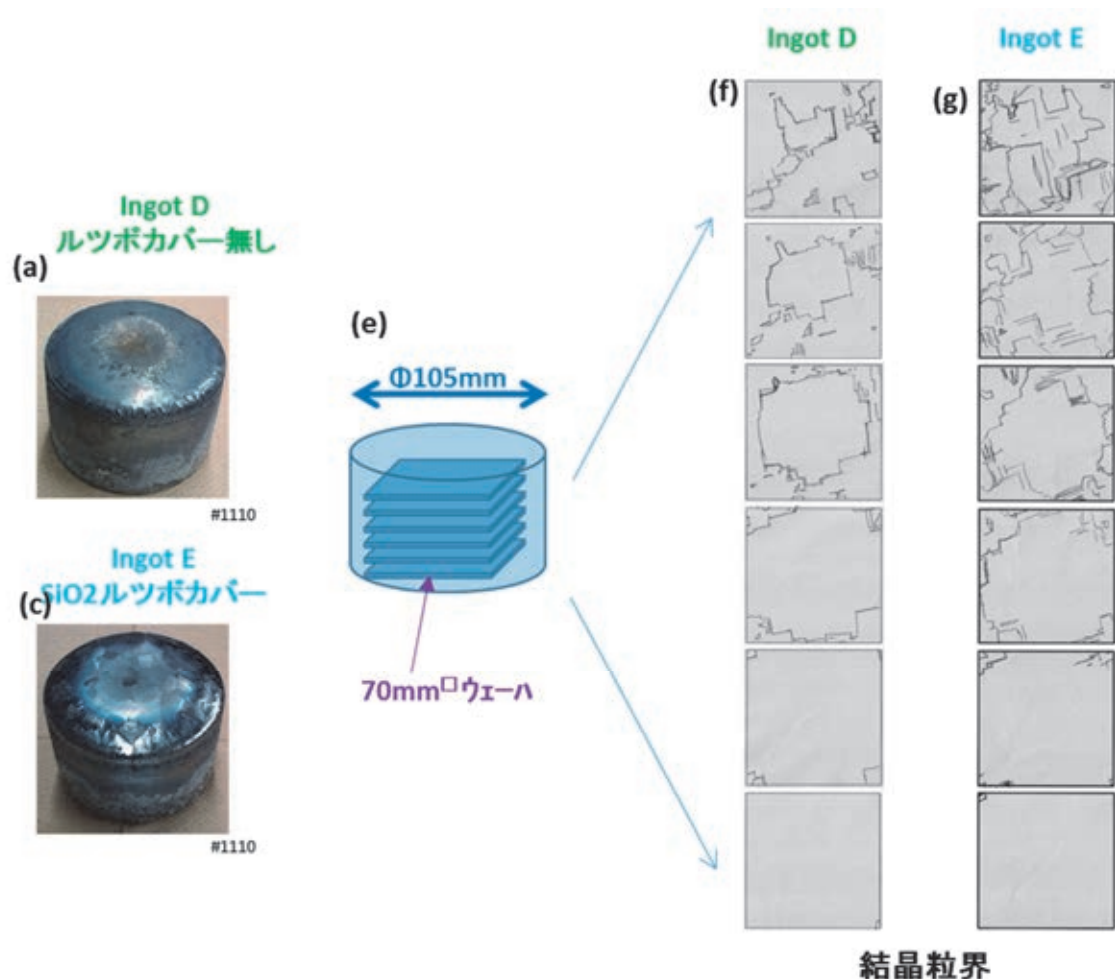 Ingot D
ルツボカバー無し
(a)
#1110
Ingot E
SiO2ルツボカバー
(c)
#1110
(e)
Φ105mm
70mm□ウェーハ
Ingot D
(f)
Ingot E
(g)
結晶粒界